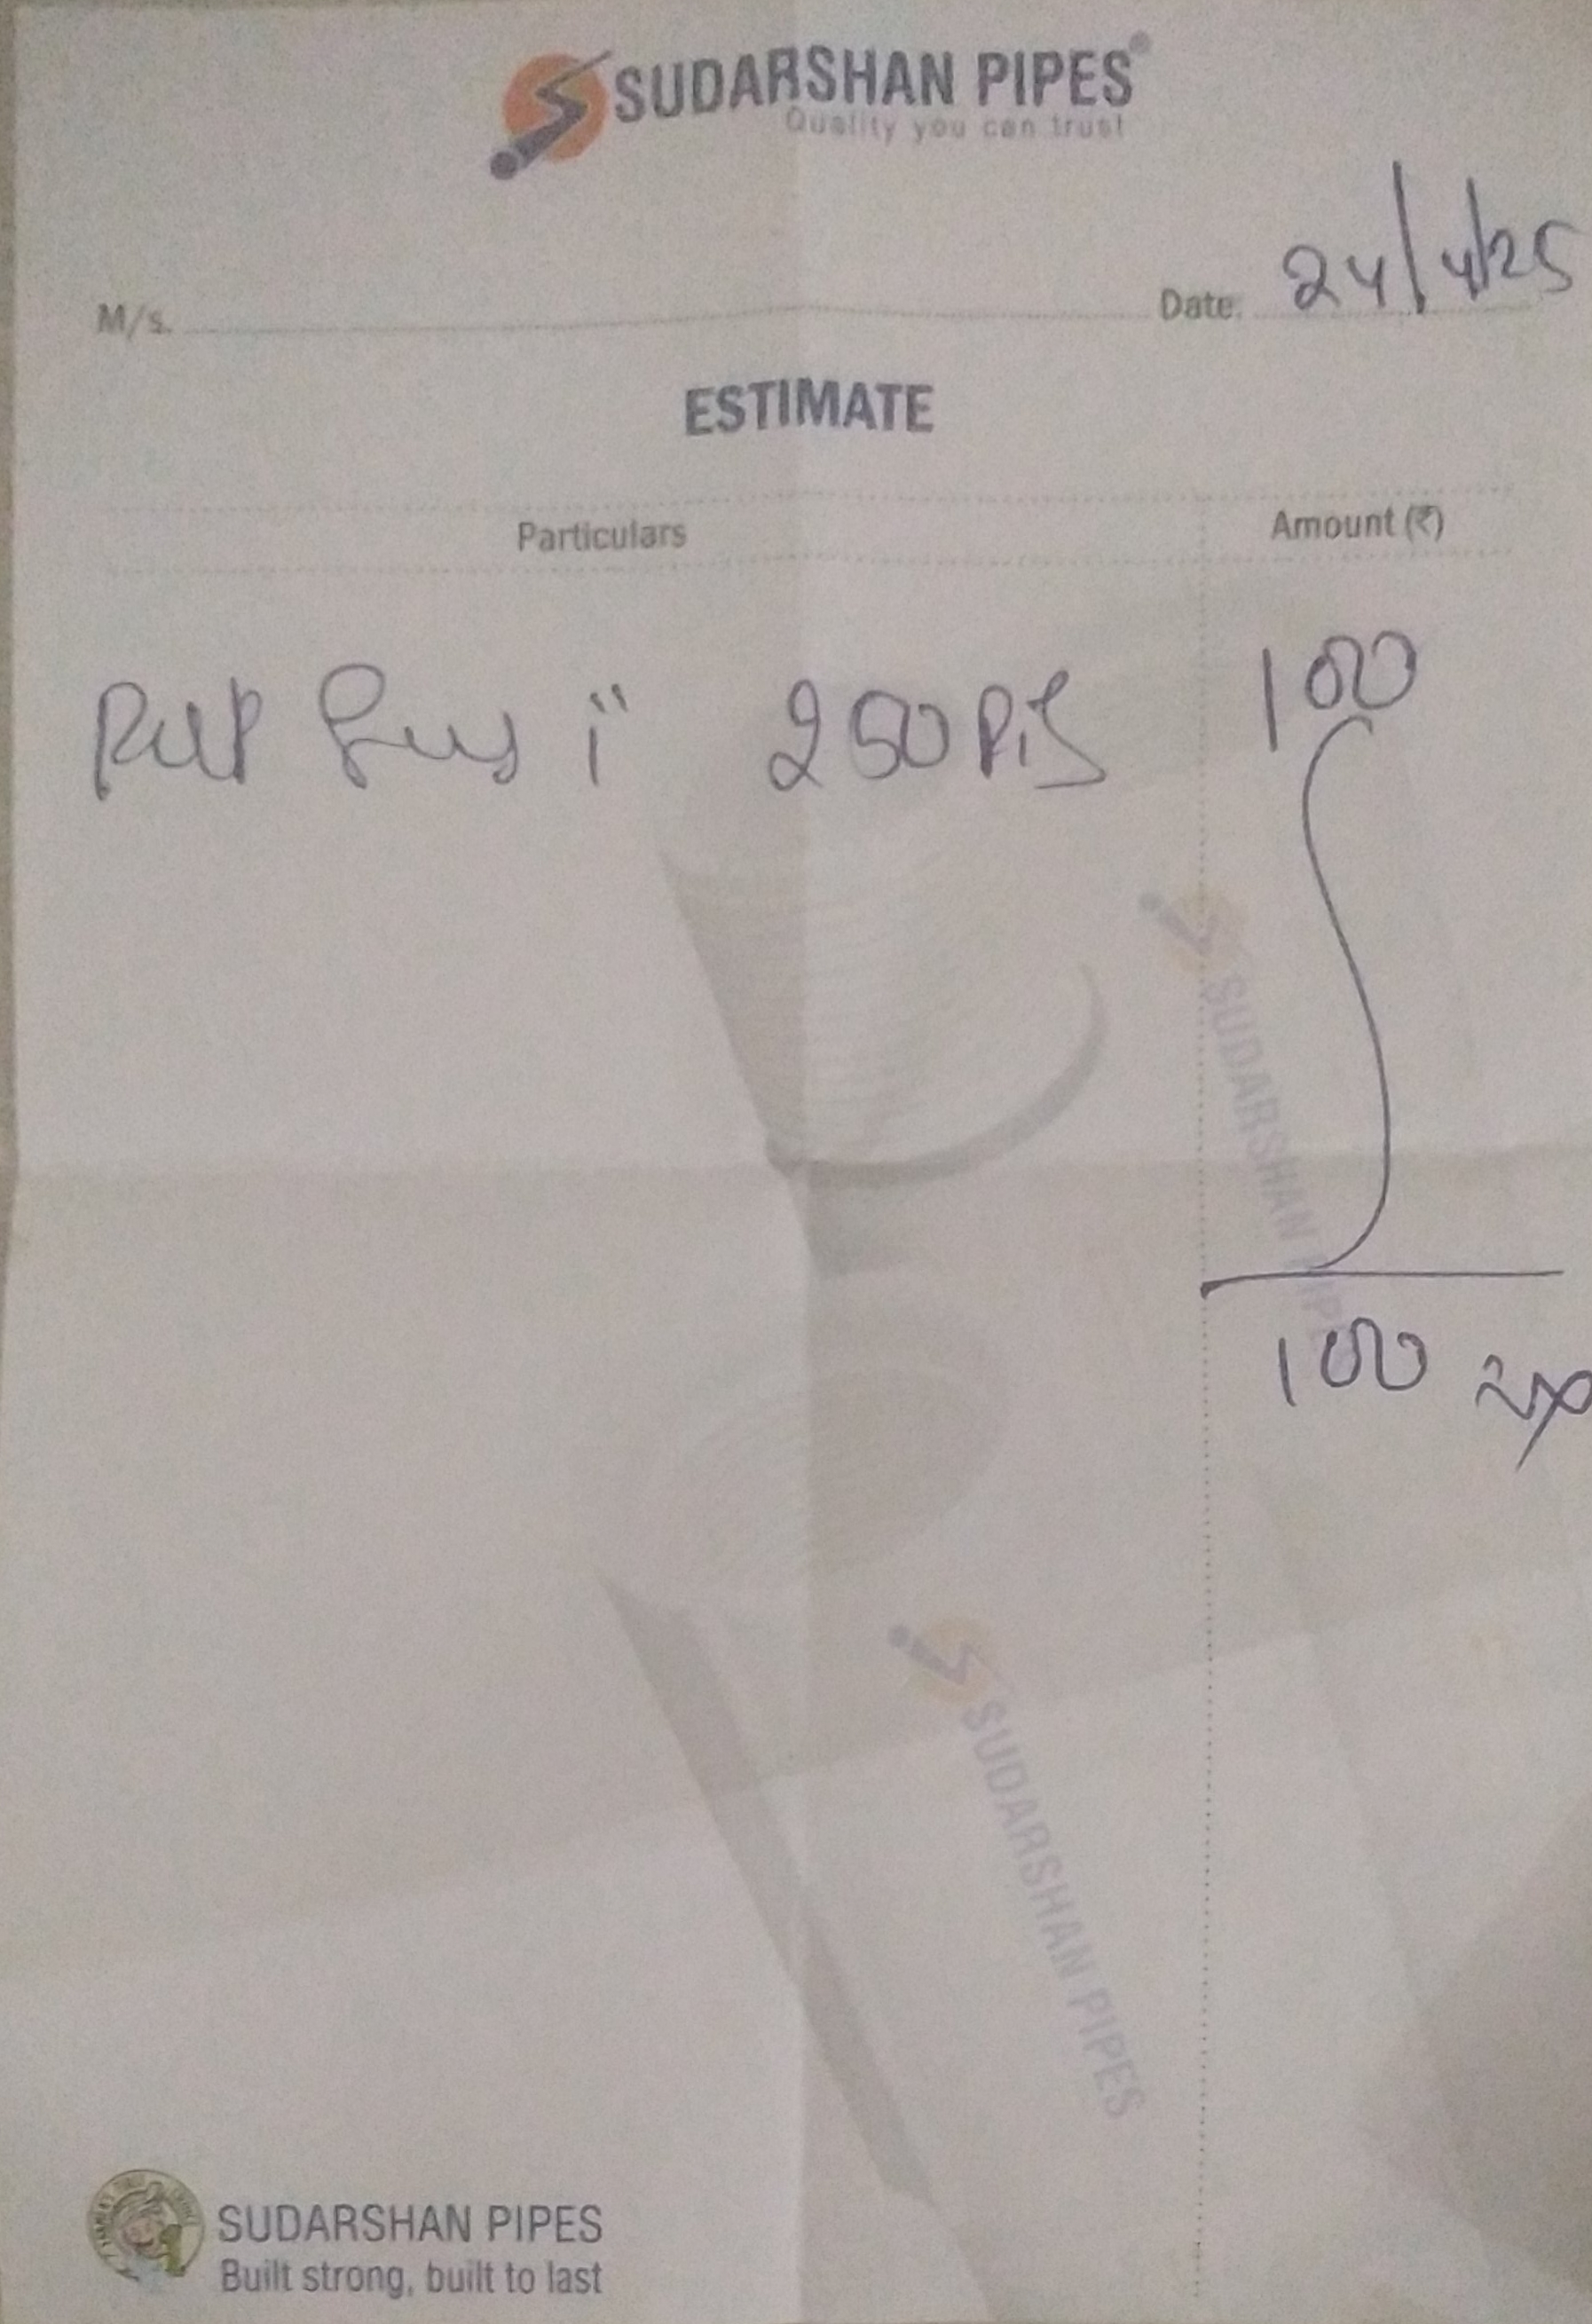 SUDARSHAN PIPES®
Quality you can trust
M/s. Date: 24/4/25
ESTIMATE
Particulars Amount (₹)
1" 250 Pis 100
100
SUDARSHAN PIPES
SUDARSHAN PIPES
SUDARSHAN PIPES
Built strong, built to last